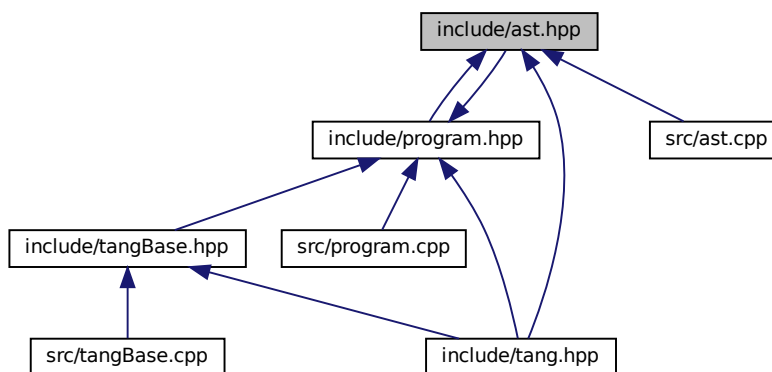 include/ast.hpp
include/program.hpp
src/ast.cpp
include/tangBase.hpp
src/program.cpp
src/tangBase.cpp
include/tang.hpp